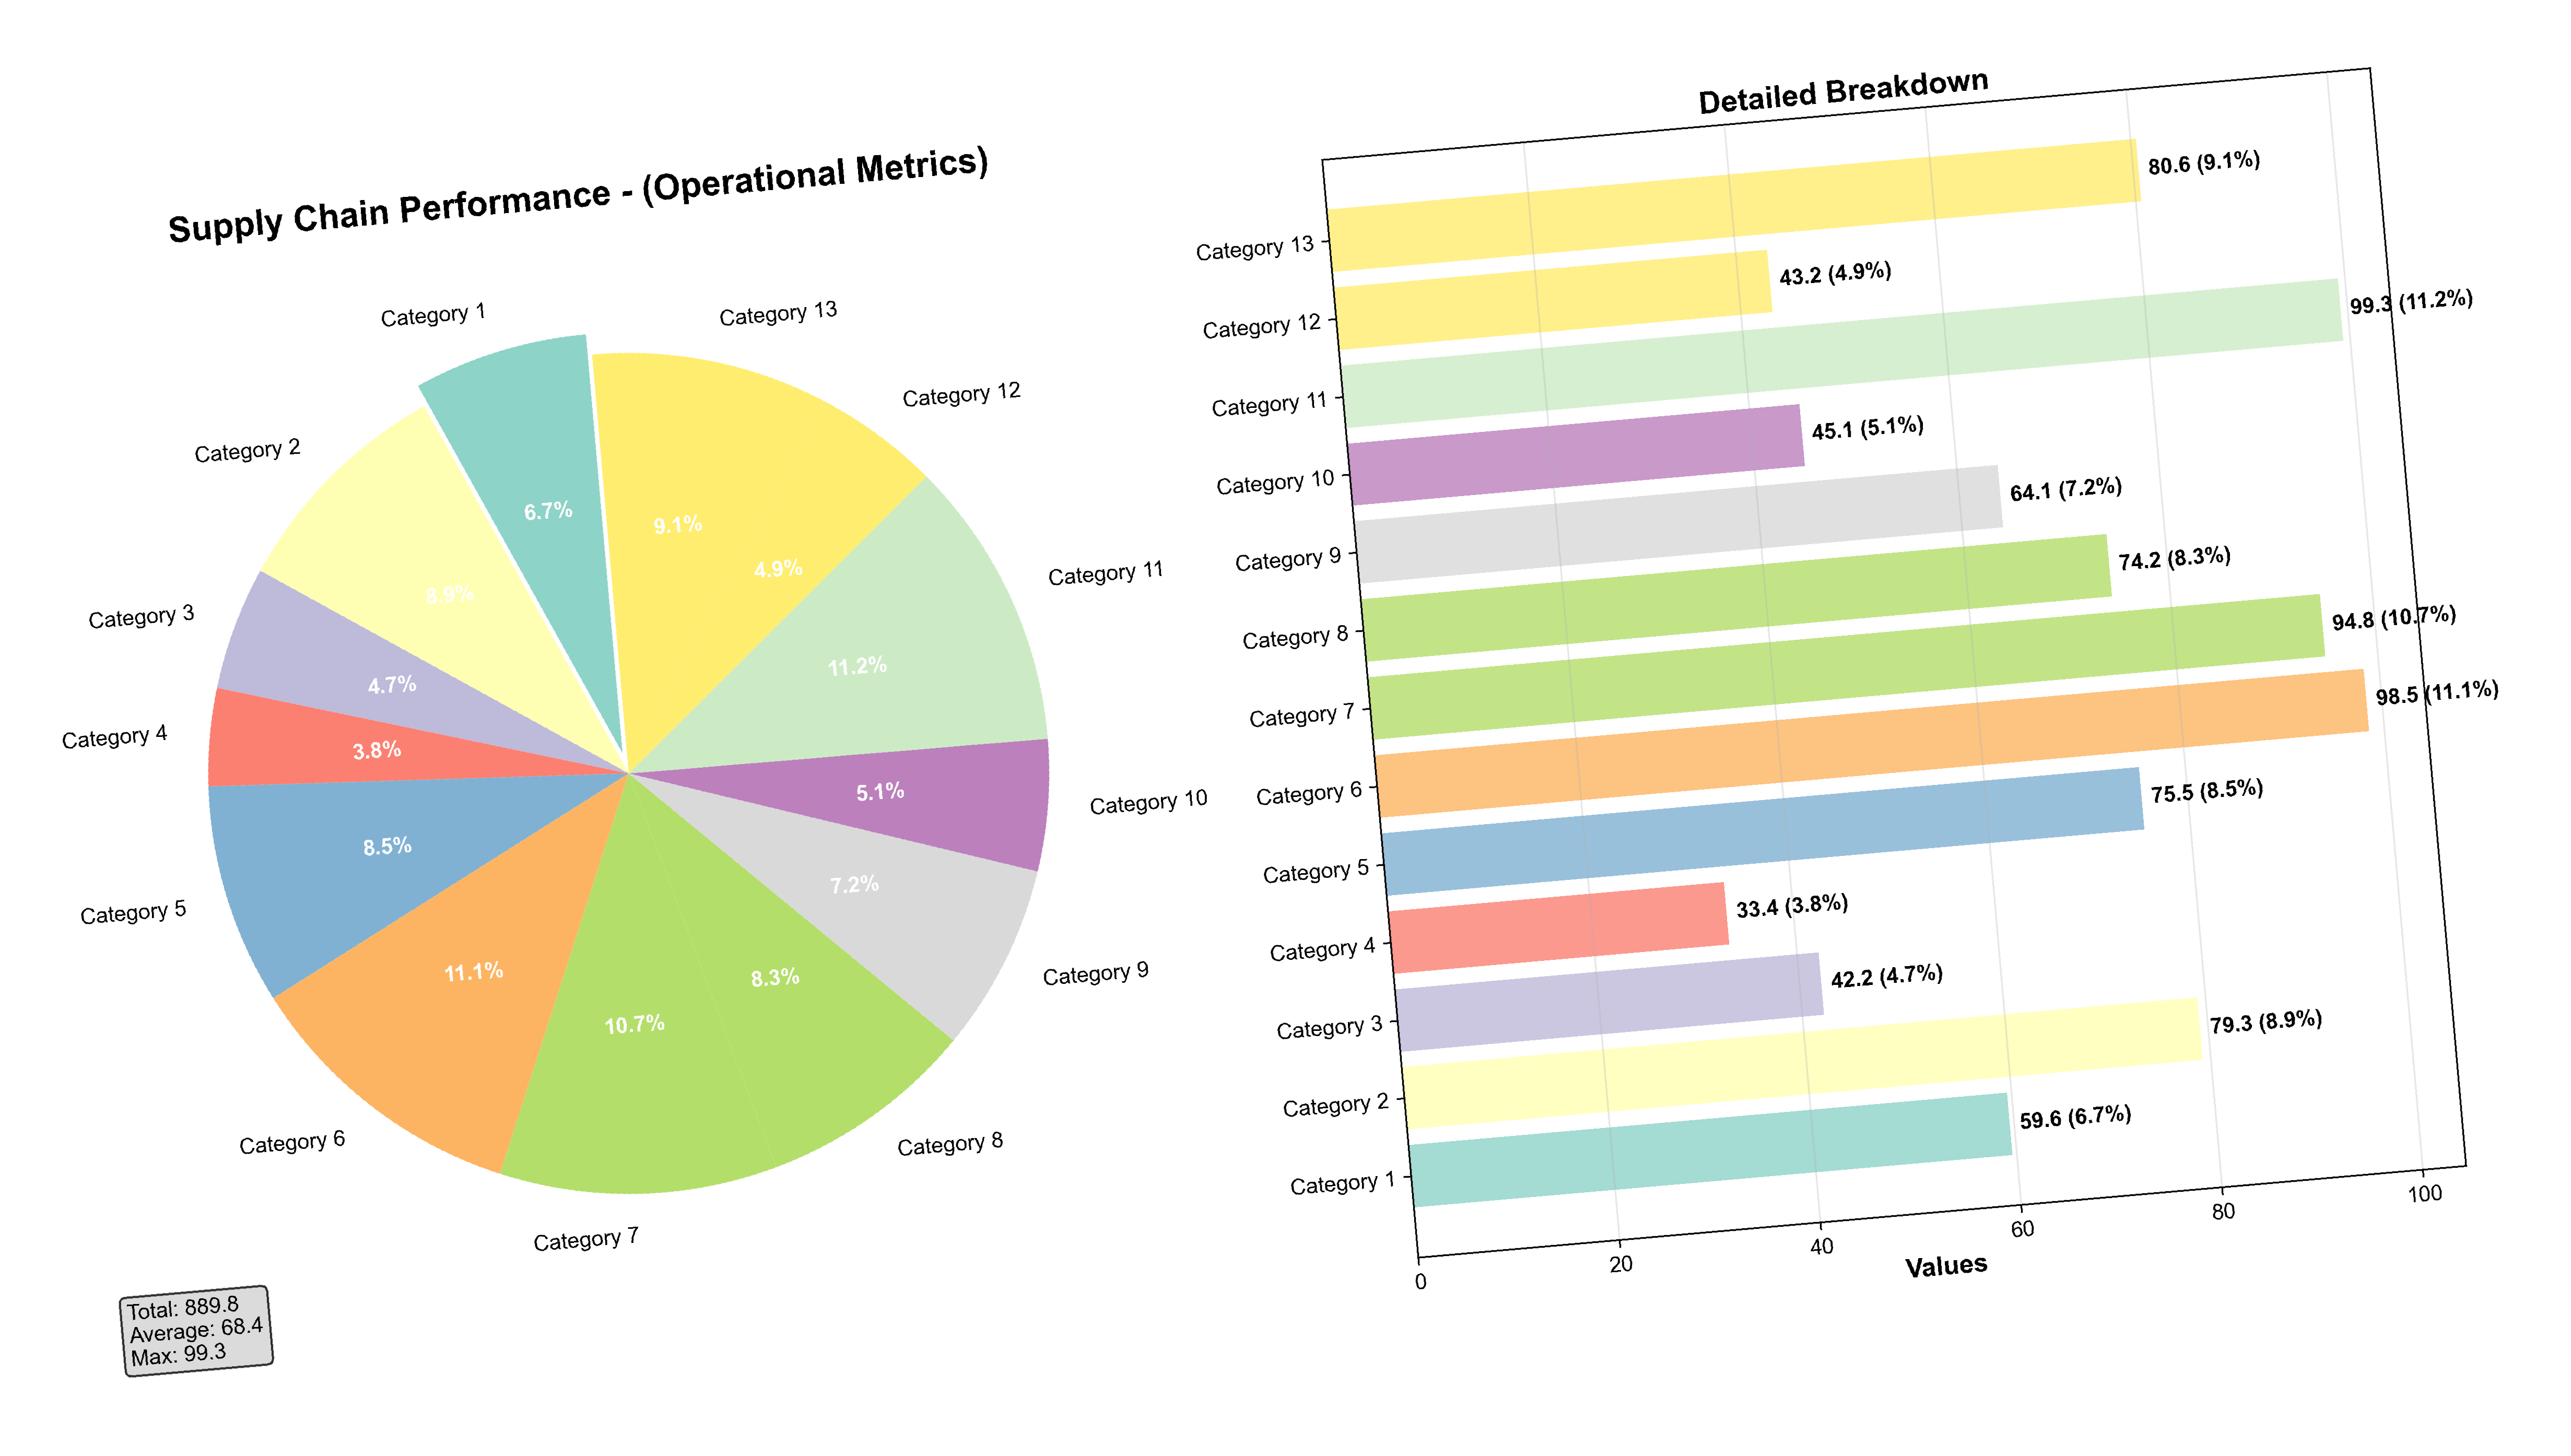 Supply Chain Performance - (Operational Metrics)
Category 1
Category 2
Category 3
Category 4
Category 5
Category 6
Category 7
Category 8
Category 9
Category 10
Category 11
Category 12
Category 13
6.7%
8.9%
4.7%
3.8%
8.5%
11.1%
10.7%
8.3%
7.2%
5.1%
11.2%
4.9%
9.1%
Total: 889.8
Average: 68.4
Max: 99.3
Detailed Breakdown
Category 13
80.6 (9.1%)
Category 12
43.2 (4.9%)
Category 11
99.3 (11.2%)
Category 10
45.1 (5.1%)
Category 9
64.1 (7.2%)
Category 8
74.2 (8.3%)
Category 7
94.8 (10.7%)
Category 6
98.5 (11.1%)
Category 5
75.5 (8.5%)
Category 4
33.4 (3.8%)
Category 3
42.2 (4.7%)
Category 2
79.3 (8.9%)
Category 1
59.6 (6.7%)
0
20
40
60
80
100
Values